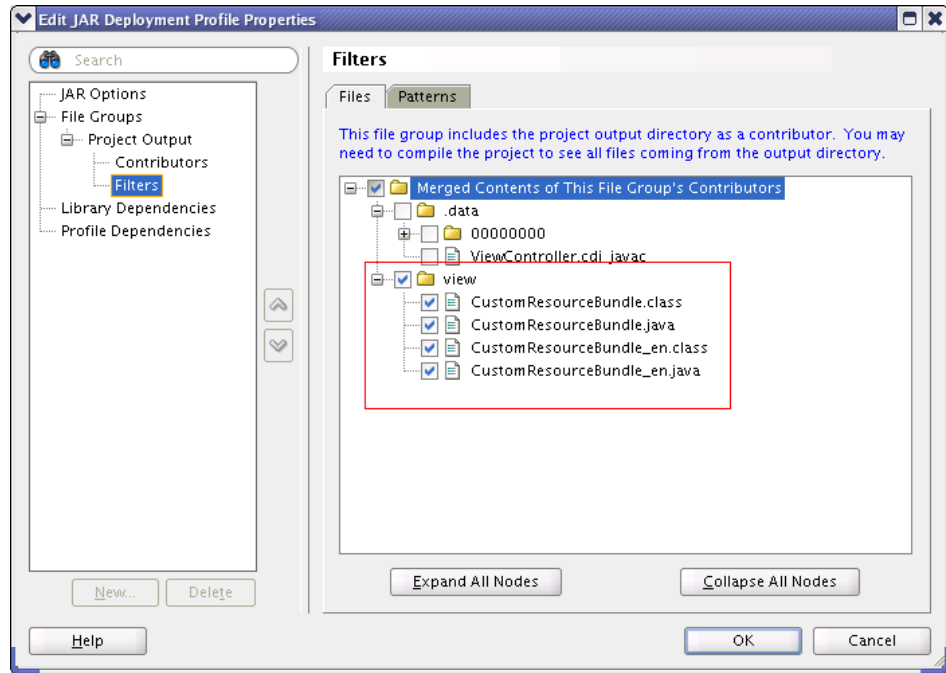 Edit JAR Deployment Profile Properties
Search
JAR Options
File Groups
Project Output
Contributors
Filters
Library Dependencies
Profile Dependencies
New...
Delete
Filters
Files
Patterns
This file group includes the project output directory as a contributor. You may
need to compile the project to see all files coming from the output directory.
Merged Contents of This File Group's Contributors
.data
00000000
ViewController.cdi_javac
view
CustomResourceBundle.class
CustomResourceBundle.java
CustomResourceBundle_en.class
CustomResourceBundle_en.java
Expand All Nodes
Collapse All Nodes
Help
OK
Cancel